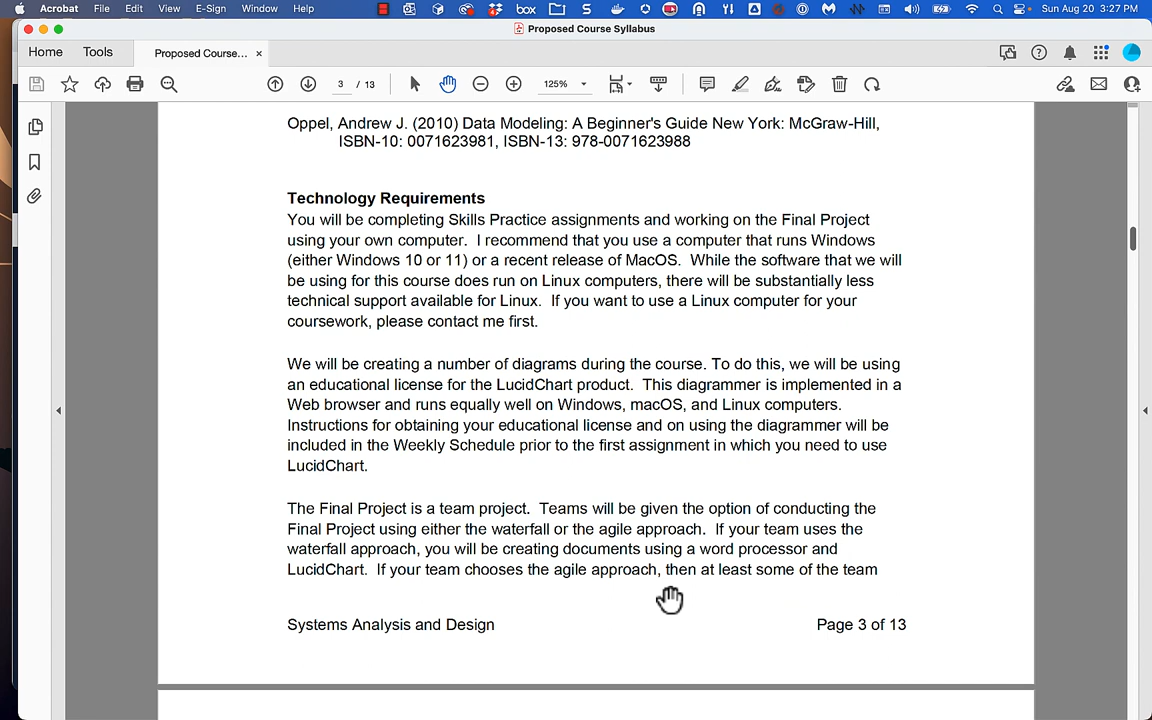 Acrobat File Edit View E-Sign Window Help box Sun Aug 20 3:27 PM
Proposed Course Syllabus
Home Tools Proposed Course... ×
3 / 13 125%
Oppel, Andrew J. (2010) Data Modeling: A Beginner's Guide New York: McGraw-Hill,
ISBN-10: 0071623981, ISBN-13: 978-0071623988
Technology Requirements
You will be completing Skills Practice assignments and working on the Final Project
using your own computer. I recommend that you use a computer that runs Windows
(either Windows 10 or 11) or a recent release of MacOS. While the software that we will
be using for this course does run on Linux computers, there will be substantially less
technical support available for Linux. If you want to use a Linux computer for your
coursework, please contact me first.
We will be creating a number of diagrams during the course. To do this, we will be using
an educational license for the LucidChart product. This diagrammer is implemented in a
Web browser and runs equally well on Windows, macOS, and Linux computers.
Instructions for obtaining your educational license and on using the diagrammer will be
included in the Weekly Schedule prior to the first assignment in which you need to use
LucidChart.
The Final Project is a team project. Teams will be given the option of conducting the
Final Project using either the waterfall or the agile approach. If your team uses the
waterfall approach, you will be creating documents using a word processor and
LucidChart. If your team chooses the agile approach, then at least some of the team
Systems Analysis and Design Page 3 of 13